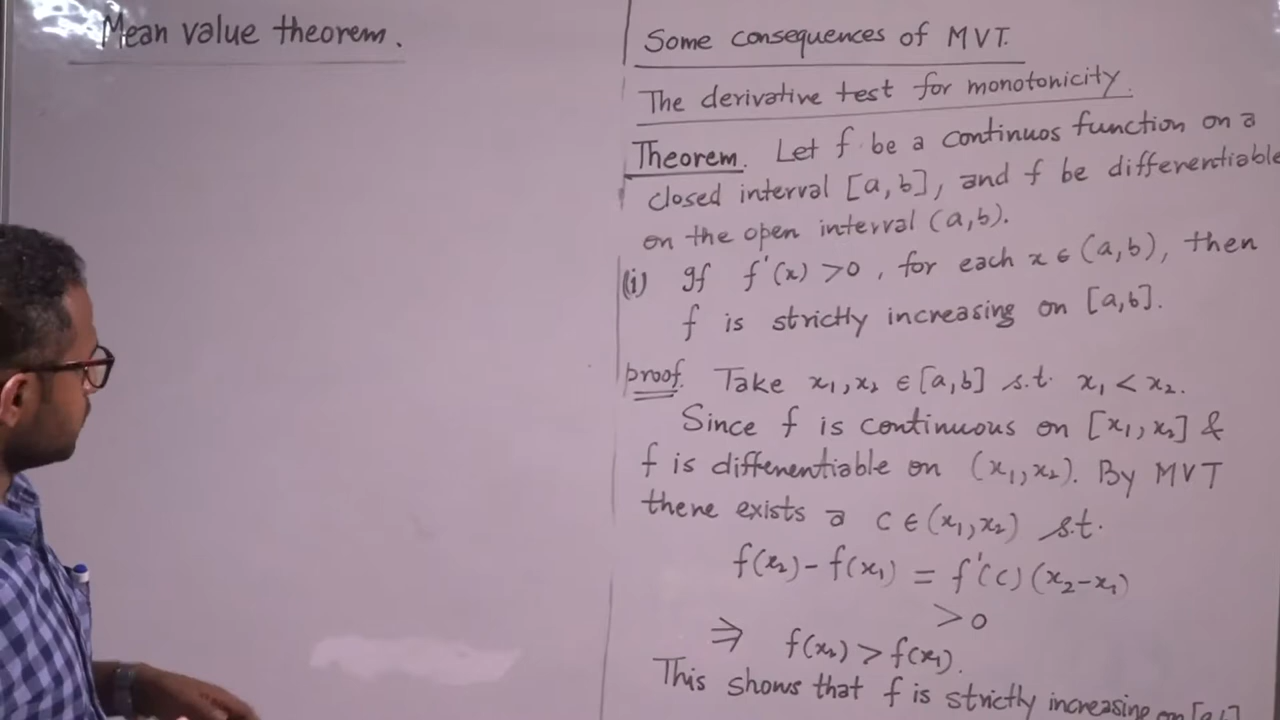 Mean value theorem.
Some consequences of MVT.
The derivative test for monotonicity.
Theorem. Let f be a continuos function on a
closed interval [a,b], and f be differentiable
on the open interval (a,b).
(i) If f'(x) >0, for each x ∈ (a,b), then
f is strictly increasing on [a,b].
proof. Take x₁,x₂ ∈ [a,b] s.t. x₁ < x₂.
Since f is continuous on [x₁,x₂] &
f is differentiable on (x₁,x₂). By MVT
there exists a c ∈ (x₁,x₂) s.t.
f(x₂)-f(x₁) = f'(c)(x₂-x₁)
>0
⇒ f(x₂) > f(x₁).
This shows that f is strictly increasing on [a,b]